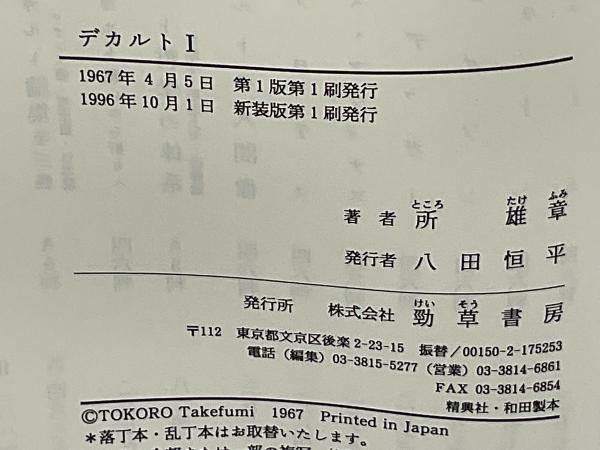 デカルトⅠ
1967年 4月5日 第1版第1刷発行
1996年10月1日 新装版第1刷発行
ところ たけ ふみ
著者 所 雄 章
発行者 八田恒平
けい そう
発行所 株式会社 勁草書房
〒112 東京都文京区後楽2-23-15 振替/00150-2-175253
電話（編集）03-3815-5277（営業）03-3814-6861
FAX 03-3814-6854
精興社・和田製本
©TOKORO Takefumi 1967 Printed in Japan
＊落丁本・乱丁本はお取替いたします。